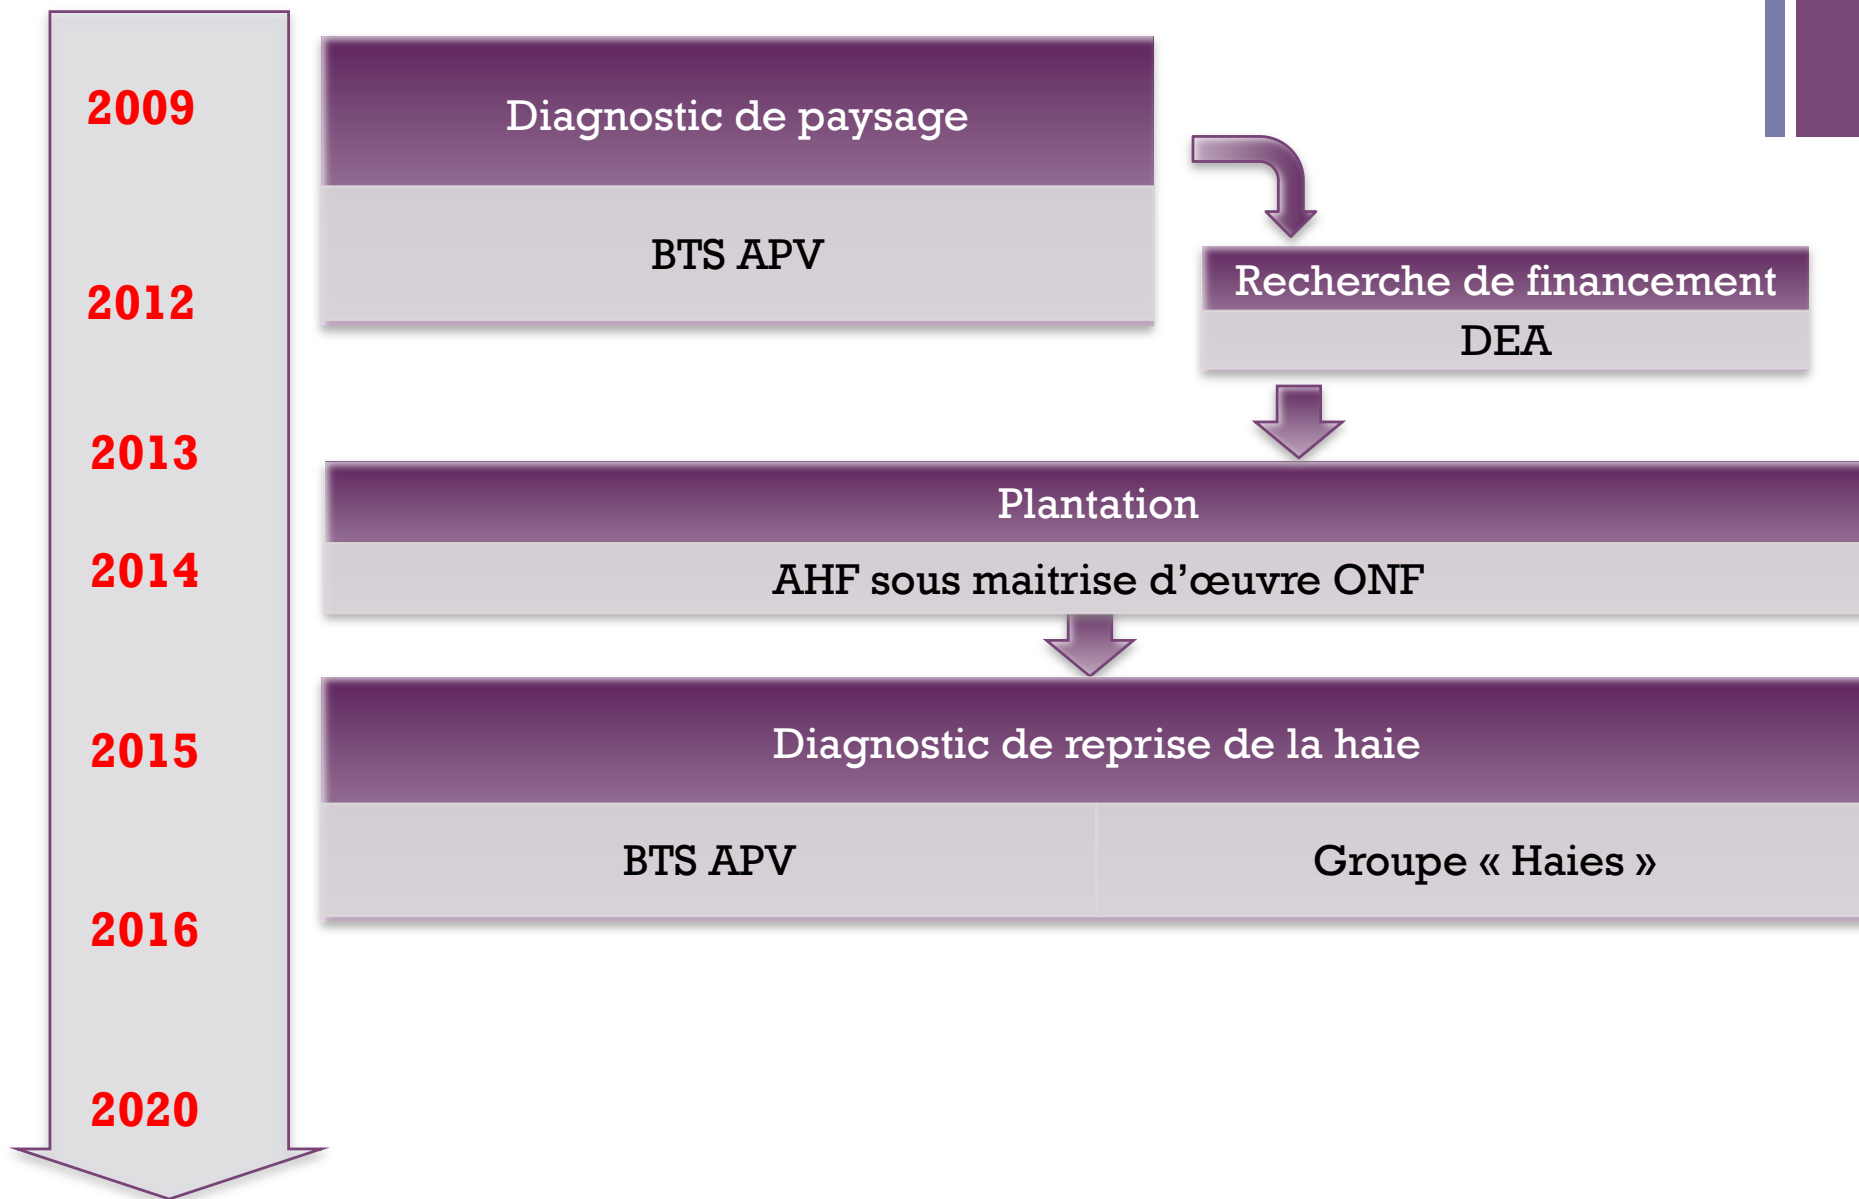 2009
Diagnostic de paysage
BTS APV
2012
Recherche de financement
DEA
2013
Plantation
2014
AHF sous maitrise d’œuvre ONF
2015
Diagnostic de reprise de la haie
BTS APV
Groupe « Haies »
2016
2020